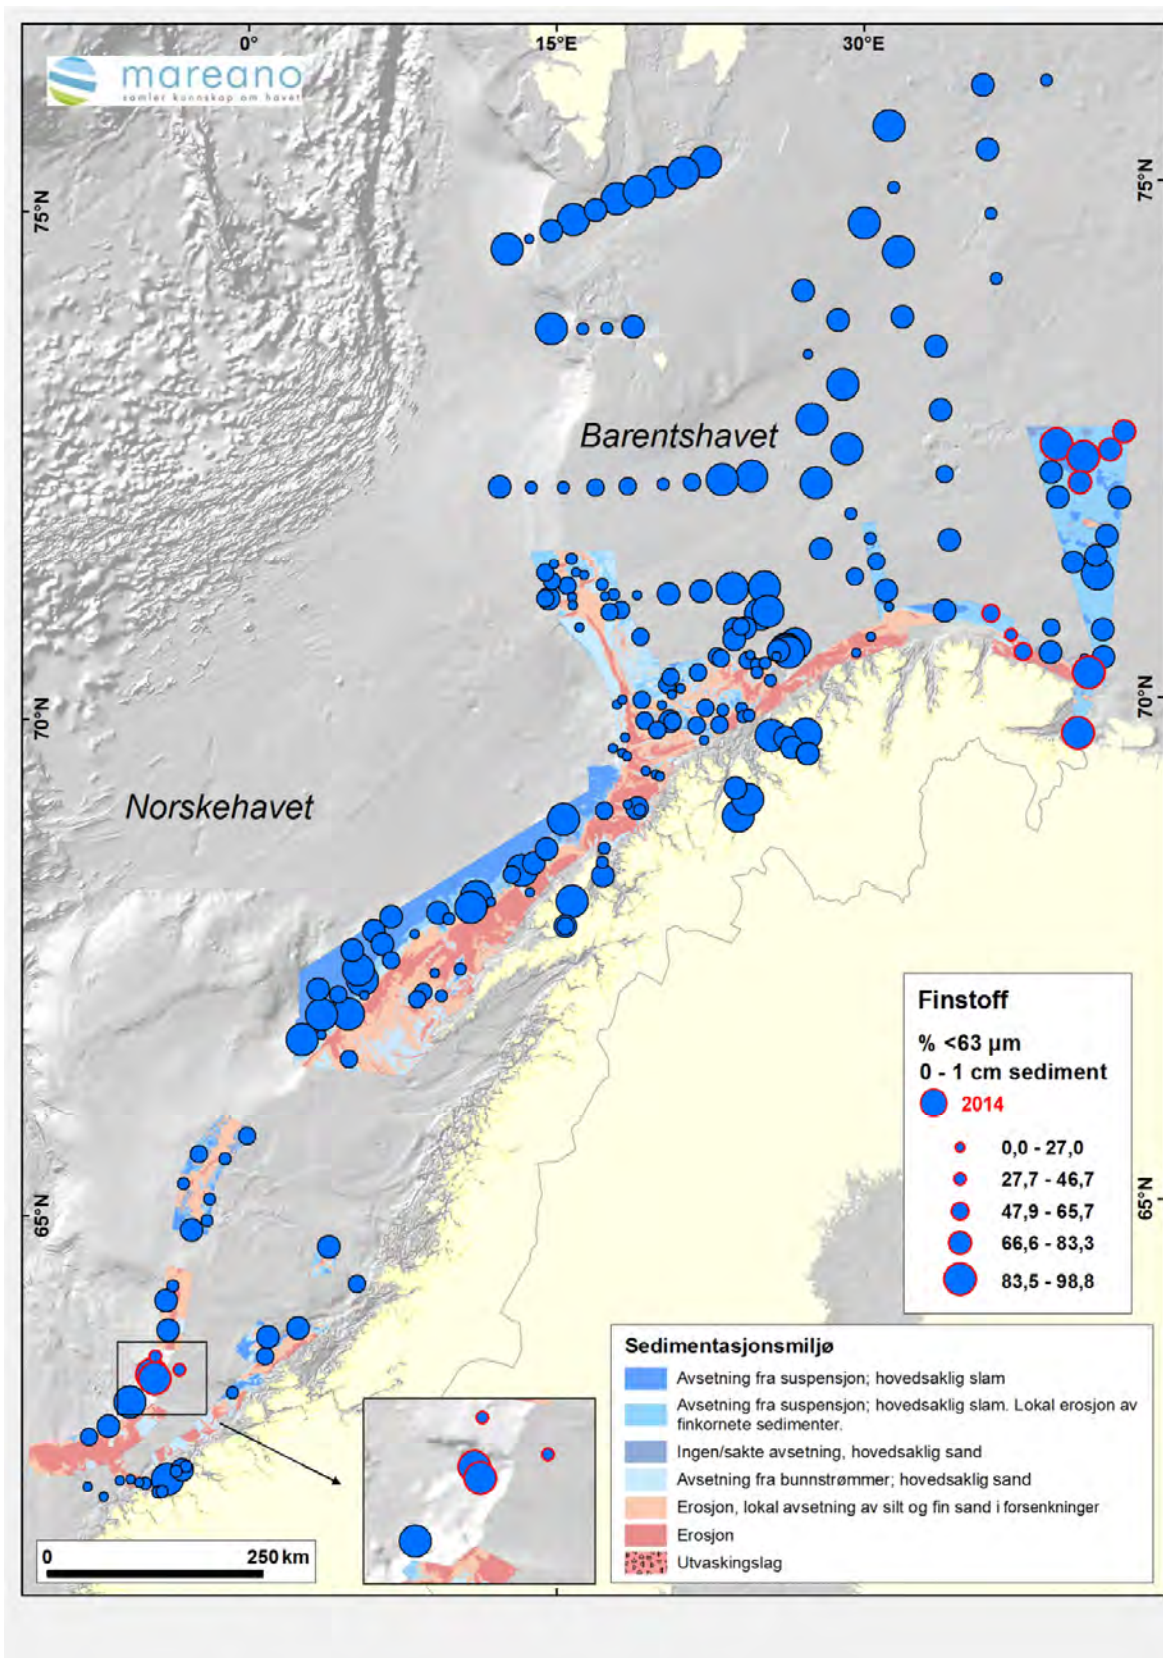 0°
15°E
30°E
mareano
samler kunnskap om havet
75°N
75°N
Barentshavet
70°N
70°N
Norskehavet
65°N
65°N
Finstoff
% <63 µm
0 - 1 cm sediment
2014
0,0 - 27,0
27,7 - 46,7
47,9 - 65,7
66,6 - 83,3
83,5 - 98,8
Sedimentasjonsmiljø
Avsetning fra suspensjon; hovedsaklig slam
Avsetning fra suspensjon; hovedsaklig slam. Lokal erosjon av
finkornete sedimenter.
Ingen/sakte avsetning, hovedsaklig sand
Avsetning fra bunnstrømmer; hovedsaklig sand
Erosjon, lokal avsetning av silt og fin sand i forsenkninger
Erosjon
Utvaskingslag
0
250 km